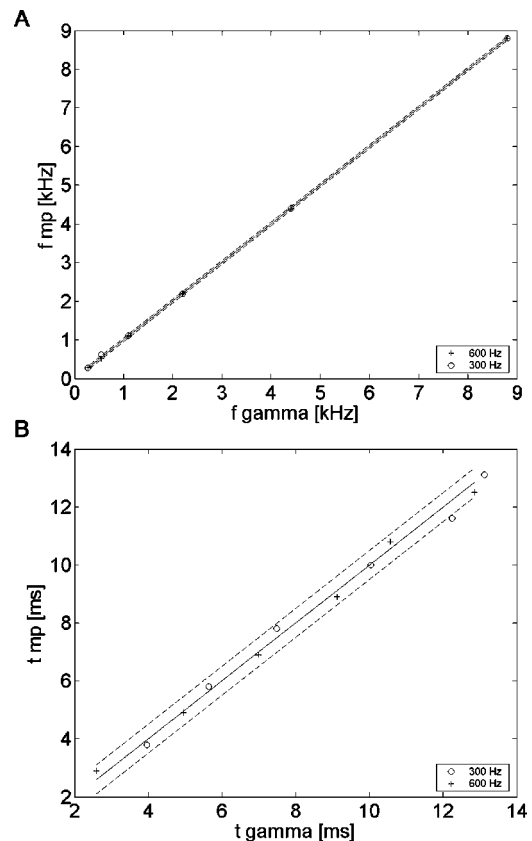 A
9
8
7
6
5
4
3
2
1
0
f mp [kHz]
+ 600 Hz
o 300 Hz
0 1 2 3 4 5 6 7 8 9
f gamma [kHz]
B
14
12
10
8
6
4
2
t mp [ms]
o 300 Hz
+ 600 Hz
2 4 6 8 10 12 14
t gamma [ms]